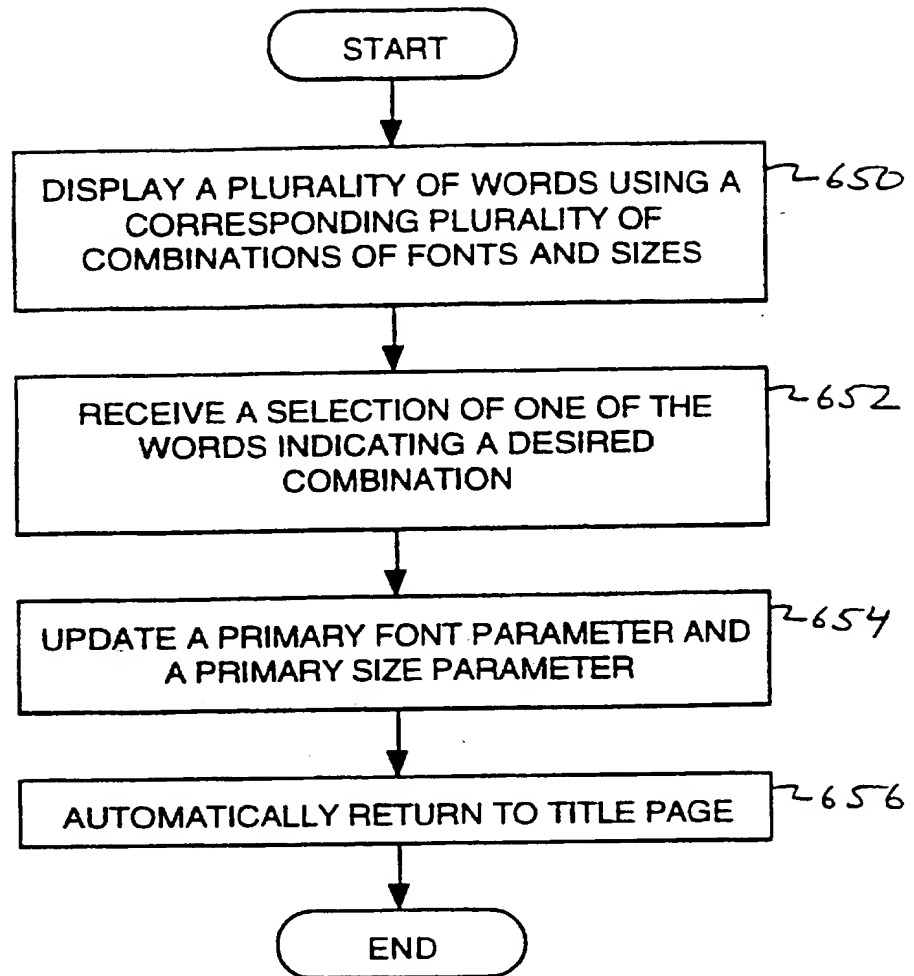 START
DISPLAY A PLURALITY OF WORDS USING A
CORRESPONDING PLURALITY OF
COMBINATIONS OF FONTS AND SIZES
650
RECEIVE A SELECTION OF ONE OF THE
WORDS INDICATING A DESIRED
COMBINATION
652
UPDATE A PRIMARY FONT PARAMETER AND
A PRIMARY SIZE PARAMETER
654
AUTOMATICALLY RETURN TO TITLE PAGE
656
END